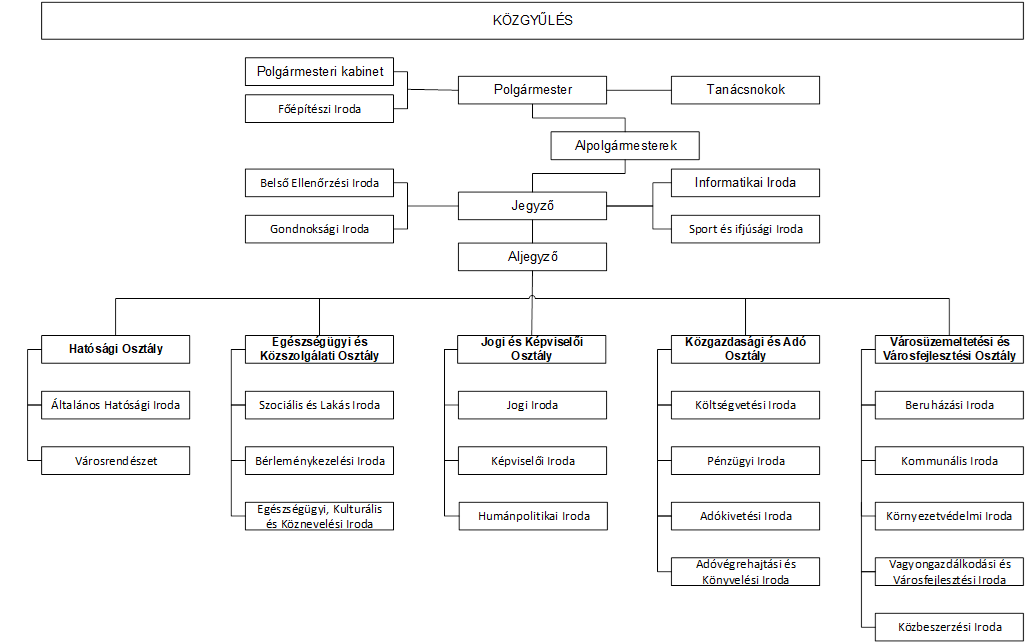 KÖZGYŰLÉS
Polgármesteri kabinet
Főépítészi Iroda
Polgármester
Tanácsnokok
Alpolgármesterek
Belső Ellenőrzési Iroda
Gondnoksági Iroda
Jegyző
Informatikai Iroda
Sport és ifjúsági Iroda
Aljegyző
Hatósági Osztály
Általános Hatósági Iroda
Városrendészet
Egészségügyi és
Közszolgálati Osztály
Szociális és Lakás Iroda
Bérleménykezelési Iroda
Egészségügyi, Kulturális
és Köznevelési Iroda
Jogi és Képviselői
Osztály
Jogi Iroda
Képviselői Iroda
Humánpolitikai Iroda
Közgazdasági és Adó
Osztály
Költségvetési Iroda
Pénzügyi Iroda
Adókivetési Iroda
Adóvégrehajtási és
Könyvelési Iroda
Városüzemeltetési és
Városfejlesztési Osztály
Beruházási Iroda
Kommunális Iroda
Környezetvédelmi Iroda
Vagyongazdálkodási és
Városfejlesztési Iroda
Közbeszerzési Iroda